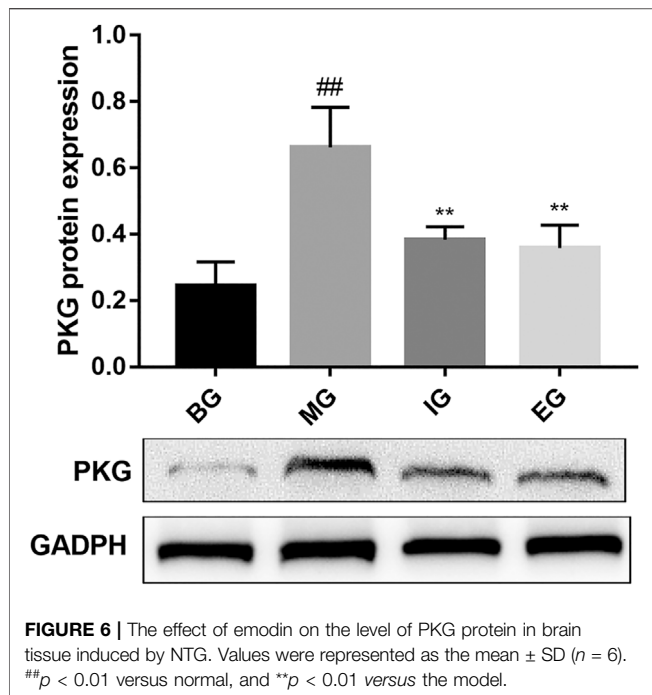 PKG protein expression
1.0
0.8
0.6
0.4
0.2
0.0
##
**
**
BG
MG
IG
EG
PKG
GADPH
FIGURE 6 | The effect of emodin on the level of PKG protein in brain
tissue induced by NTG. Values were represented as the mean ± SD (n = 6).
##p < 0.01 versus normal, and **p < 0.01 versus the model.